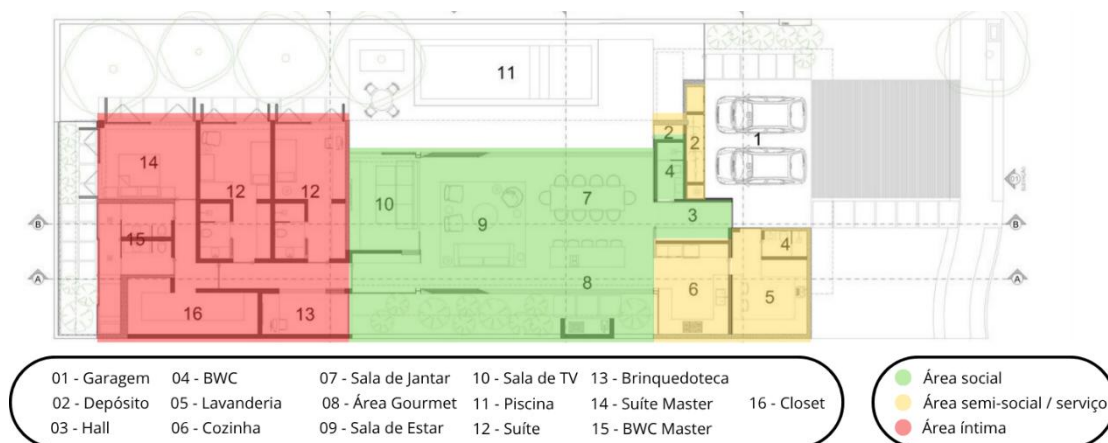 11
1
2
2
14
4
12
12
7
10
3
B
9
B
15
4
A
8
A
6
5
16
13
01 - Garagem 04 - BWC 07 - Sala de Jantar 10 - Sala de TV 13 - Brinquedoteca
02 - Depósito 05 - Lavanderia 08 - Área Gourmet 11 - Piscina 14 - Suíte Master 16 - Closet
03 - Hall 06 - Cozinha 09 - Sala de Estar 12 - Suíte 15 - BWC Master
Área social
Área semi-social / serviço
Área íntima